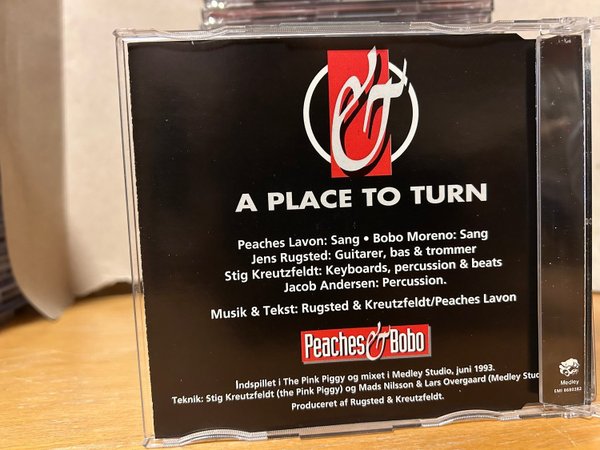 &
A PLACE TO TURN
Peaches Lavon: Sang • Bobo Moreno: Sang
Jens Rugsted: Guitarer, bas & trommer
Stig Kreutzfeldt: Keyboards, percussion & beats
Jacob Andersen: Percussion.
Musik & Tekst: Rugsted & Kreutzfeldt/Peaches Lavon
Peaches & Bobo
Indspillet i The Pink Piggy og mixet i Medley Studio, juni 1993.
Teknik: Stig Kreutzfeldt (the Pink Piggy) og Mads Nilsson & Lars Overgaard (Medley Stud
Produceret af Rugsted & Kreutzfeldt.
Medley